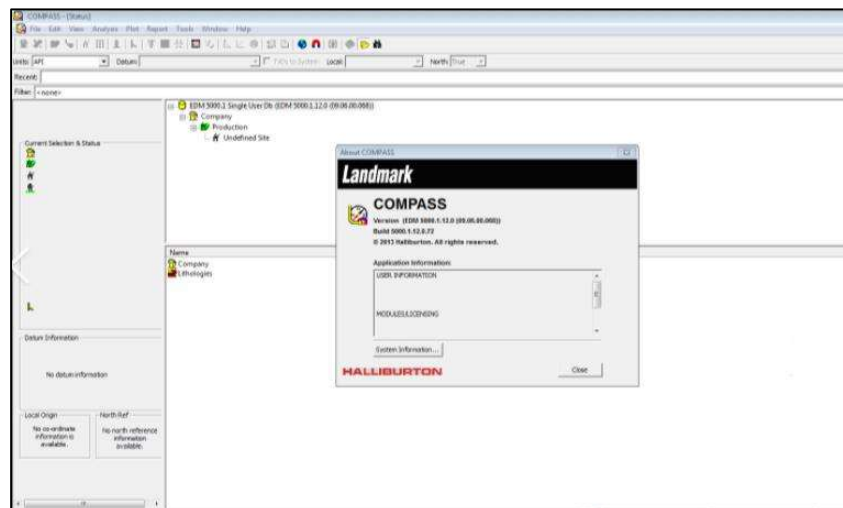 COMPASS - [Status]
File Edit View Analysis Plot Report Tools Window Help
Units: API Datum: Local: North: True
Recent:
Filter: <none>
EDM 5000.1 Single User Db (EDM 5000.1.12.0 (09.06.00.068))
Company
Production
Undefined Site
Current Selection & Status
About COMPASS
Landmark
COMPASS
Version (EDM 5000.1.12.0 (09.06.00.068))
Build 5000.1.12.0.72
© 2013 Halliburton. All rights reserved.
Application Information:
USER INFORMATION
MODULES/LICENSING
System Information...
HALLIBURTON
Close
Name
Company
Lithologies
Datum Information
No datum information
Local Origin
No co-ordinate
information is
available.
North Ref
No north reference
information
available.